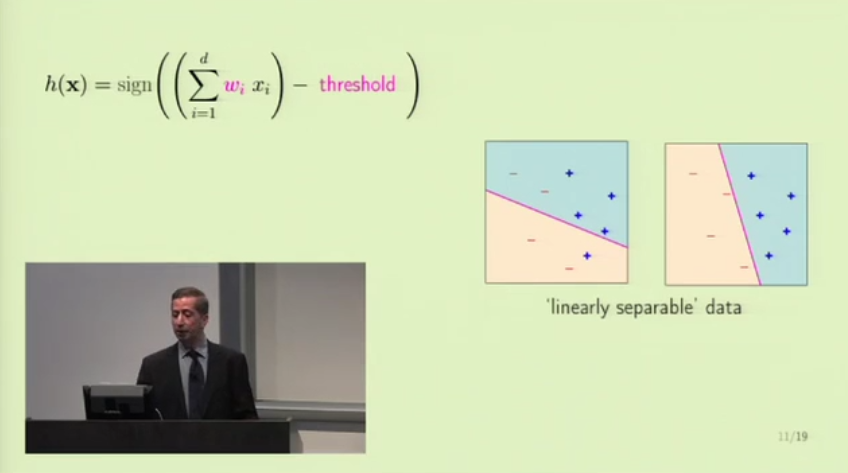 h(x) = sign((∑_{i=1}^{d} w_i x_i) − threshold)
'linearly separable' data
11/19